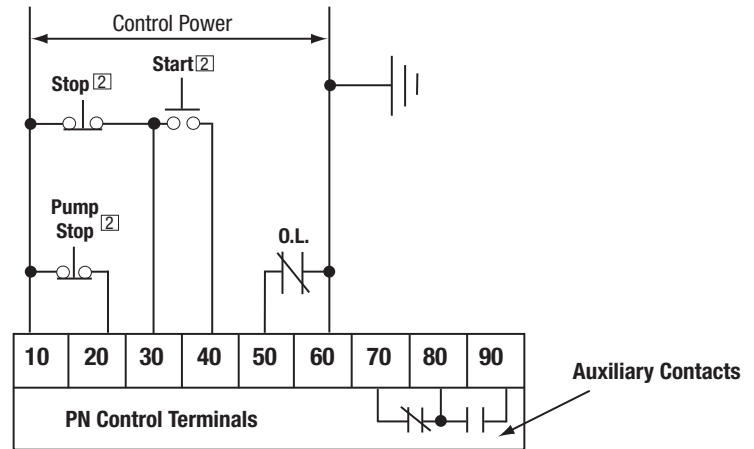 Control Power
Start 2
Stop 2
Pump
Stop 2
O.L.
10 20 30 40 50 60 70 80 90
Auxiliary Contacts
PN Control Terminals